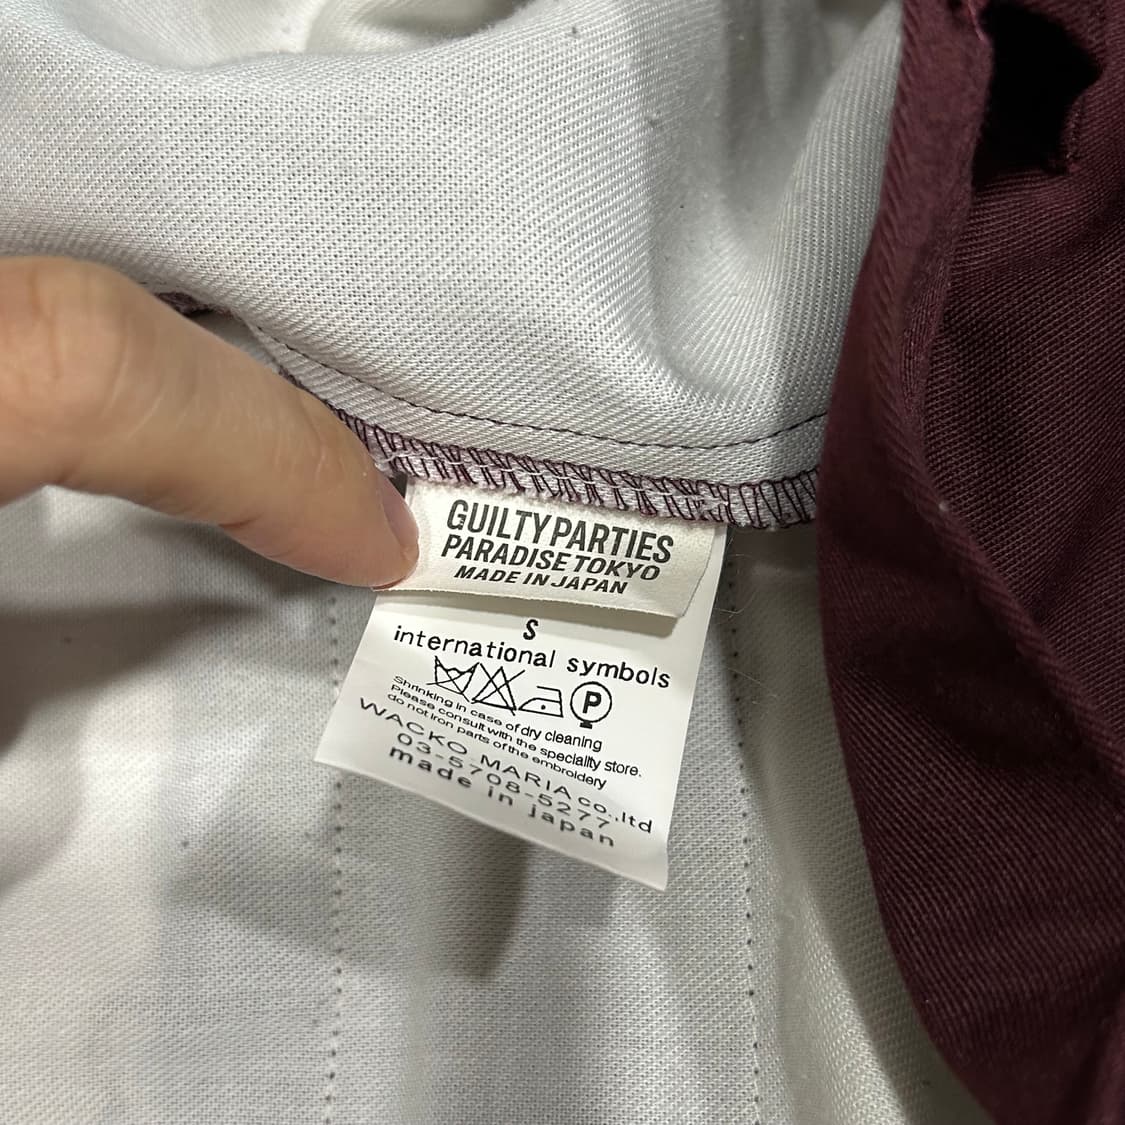 GUILTY PARTIES
PARADISE TOKYO
MADE IN JAPAN
S
international symbols
P
Shrinking in case of dry cleaning
Please consult with the speciality store.
do not iron parts of the embroidery
WACKO MARIA co.,ltd
03-5708-5277
made in japan